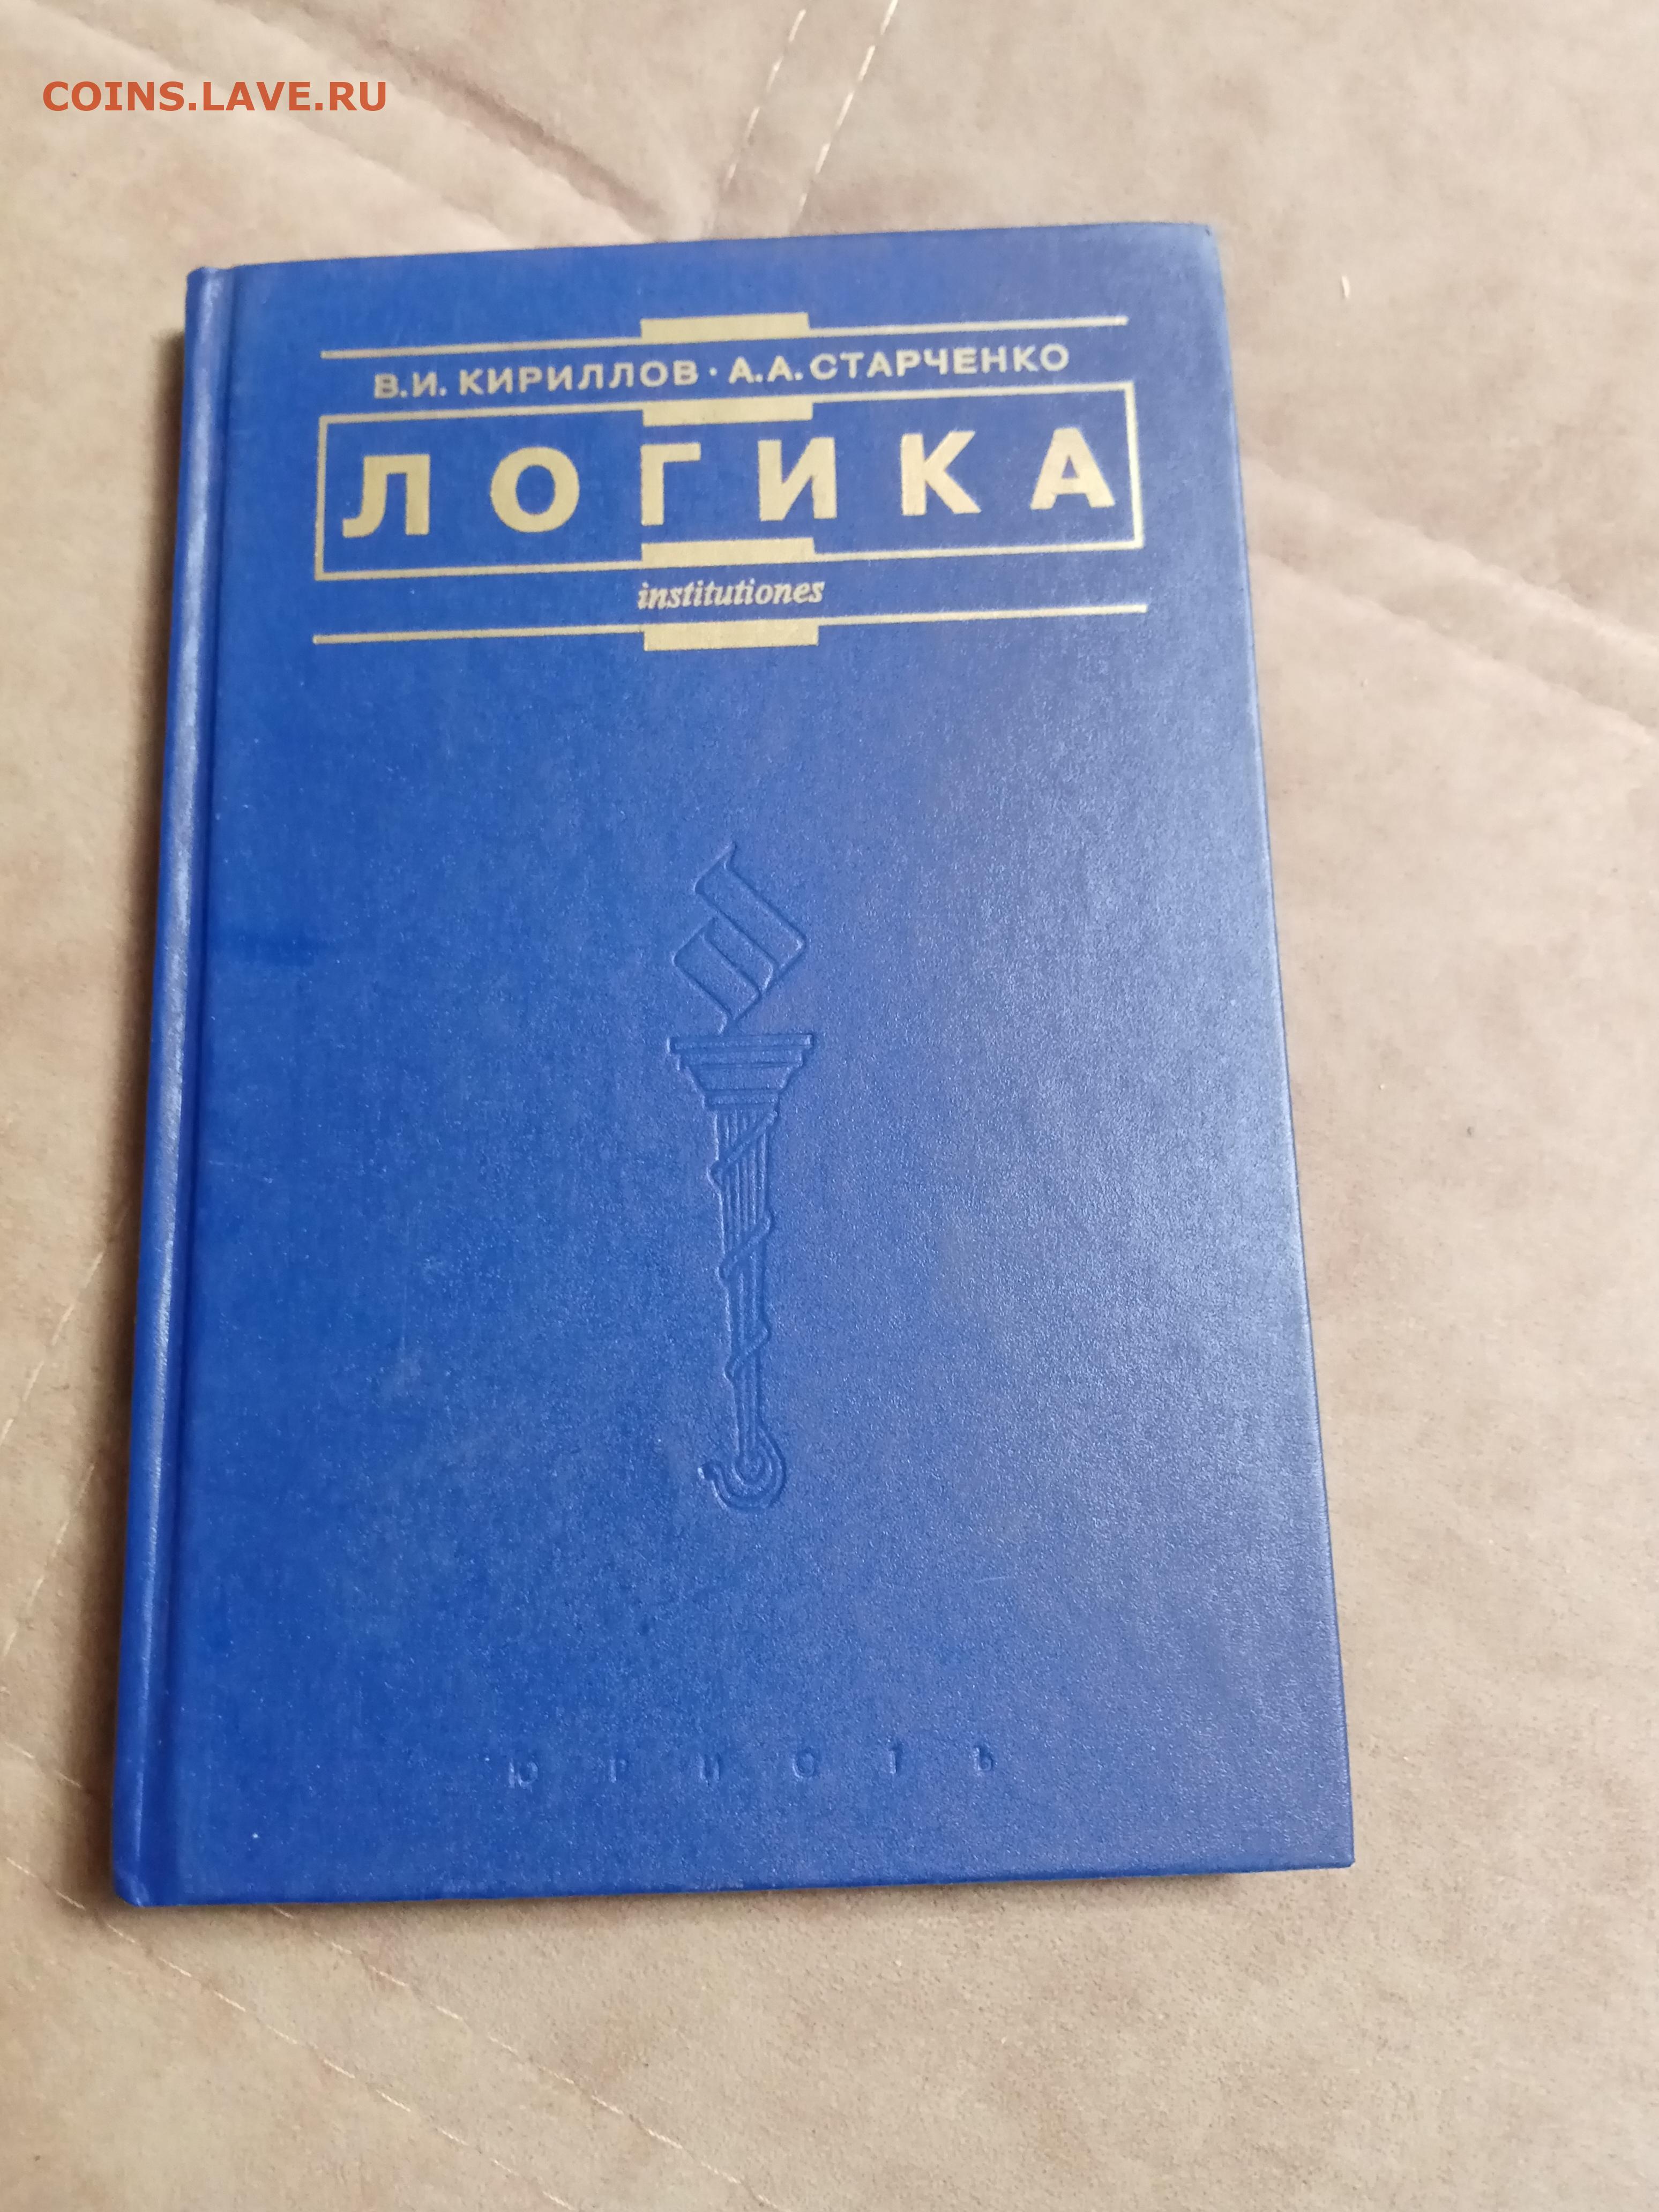 COINS.LAVE.RU
В.И. КИРИЛЛОВ · А.А. СТАРЧЕНКО
ЛОГИКА
institutiones
ЮРИСТЪ